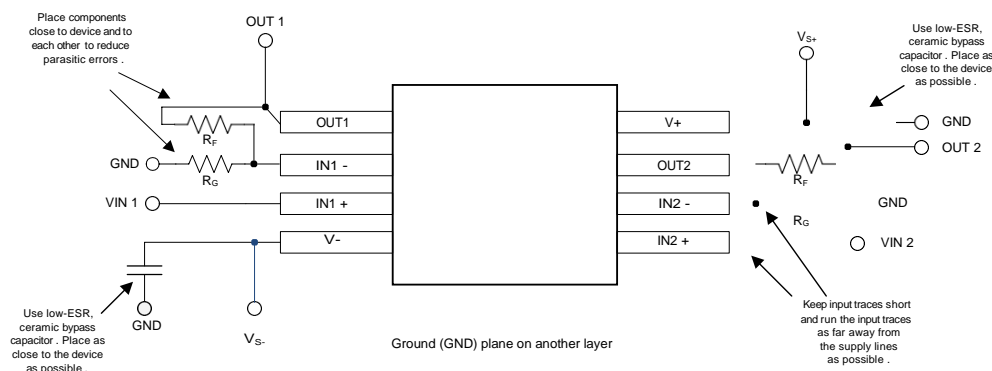 Place components
close to device and to
each other to reduce
parasitic errors .
OUT 1
VS+
Use low-ESR,
ceramic bypass
capacitor . Place as
close to the device
as possible .
OUT1
V+
GND
RF
OUT 2
GND
IN1 -
OUT2
RF
RG
VIN 1
IN1 +
IN2 -
GND
RG
V-
IN2 +
VIN 2
GND
Use low-ESR,
ceramic bypass
capacitor . Place as
close to the device
as possible .
VS-
Ground (GND) plane on another layer
Keep input traces short
and run the input traces
as far away from
the supply lines
as possible .